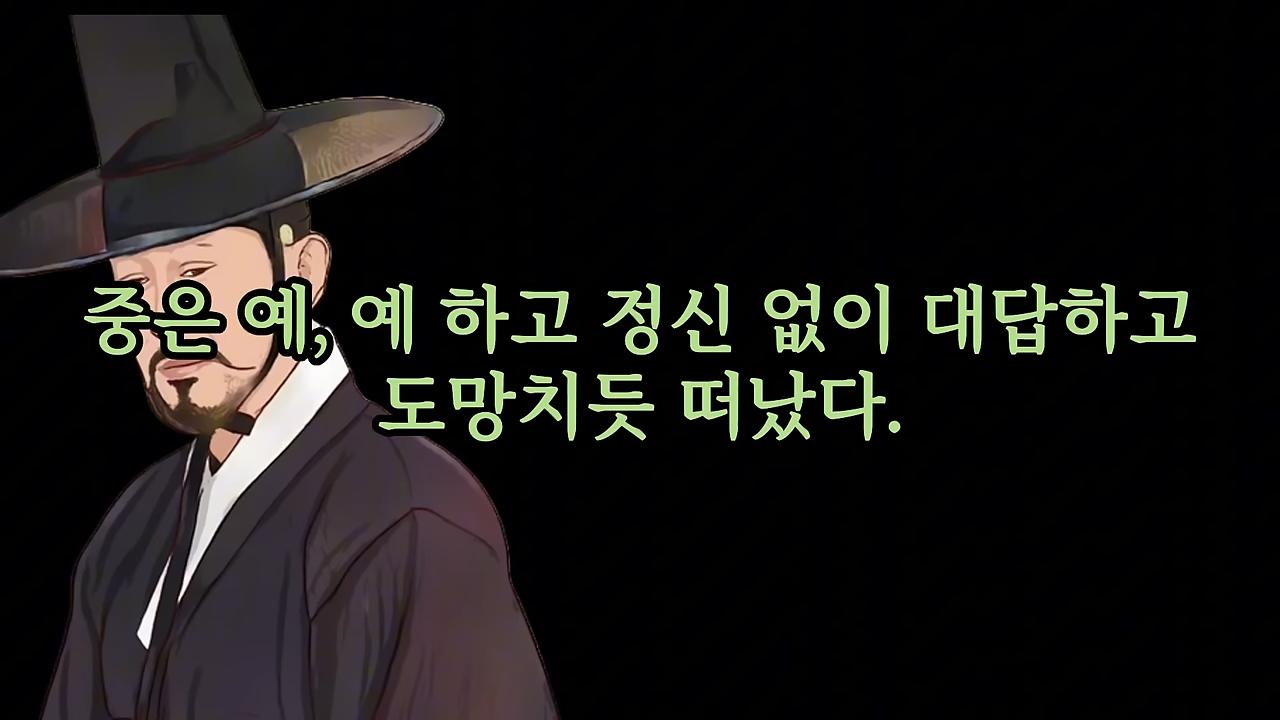 중은 예, 예 하고 정신 없이 대답하고
도망치듯 떠났다.